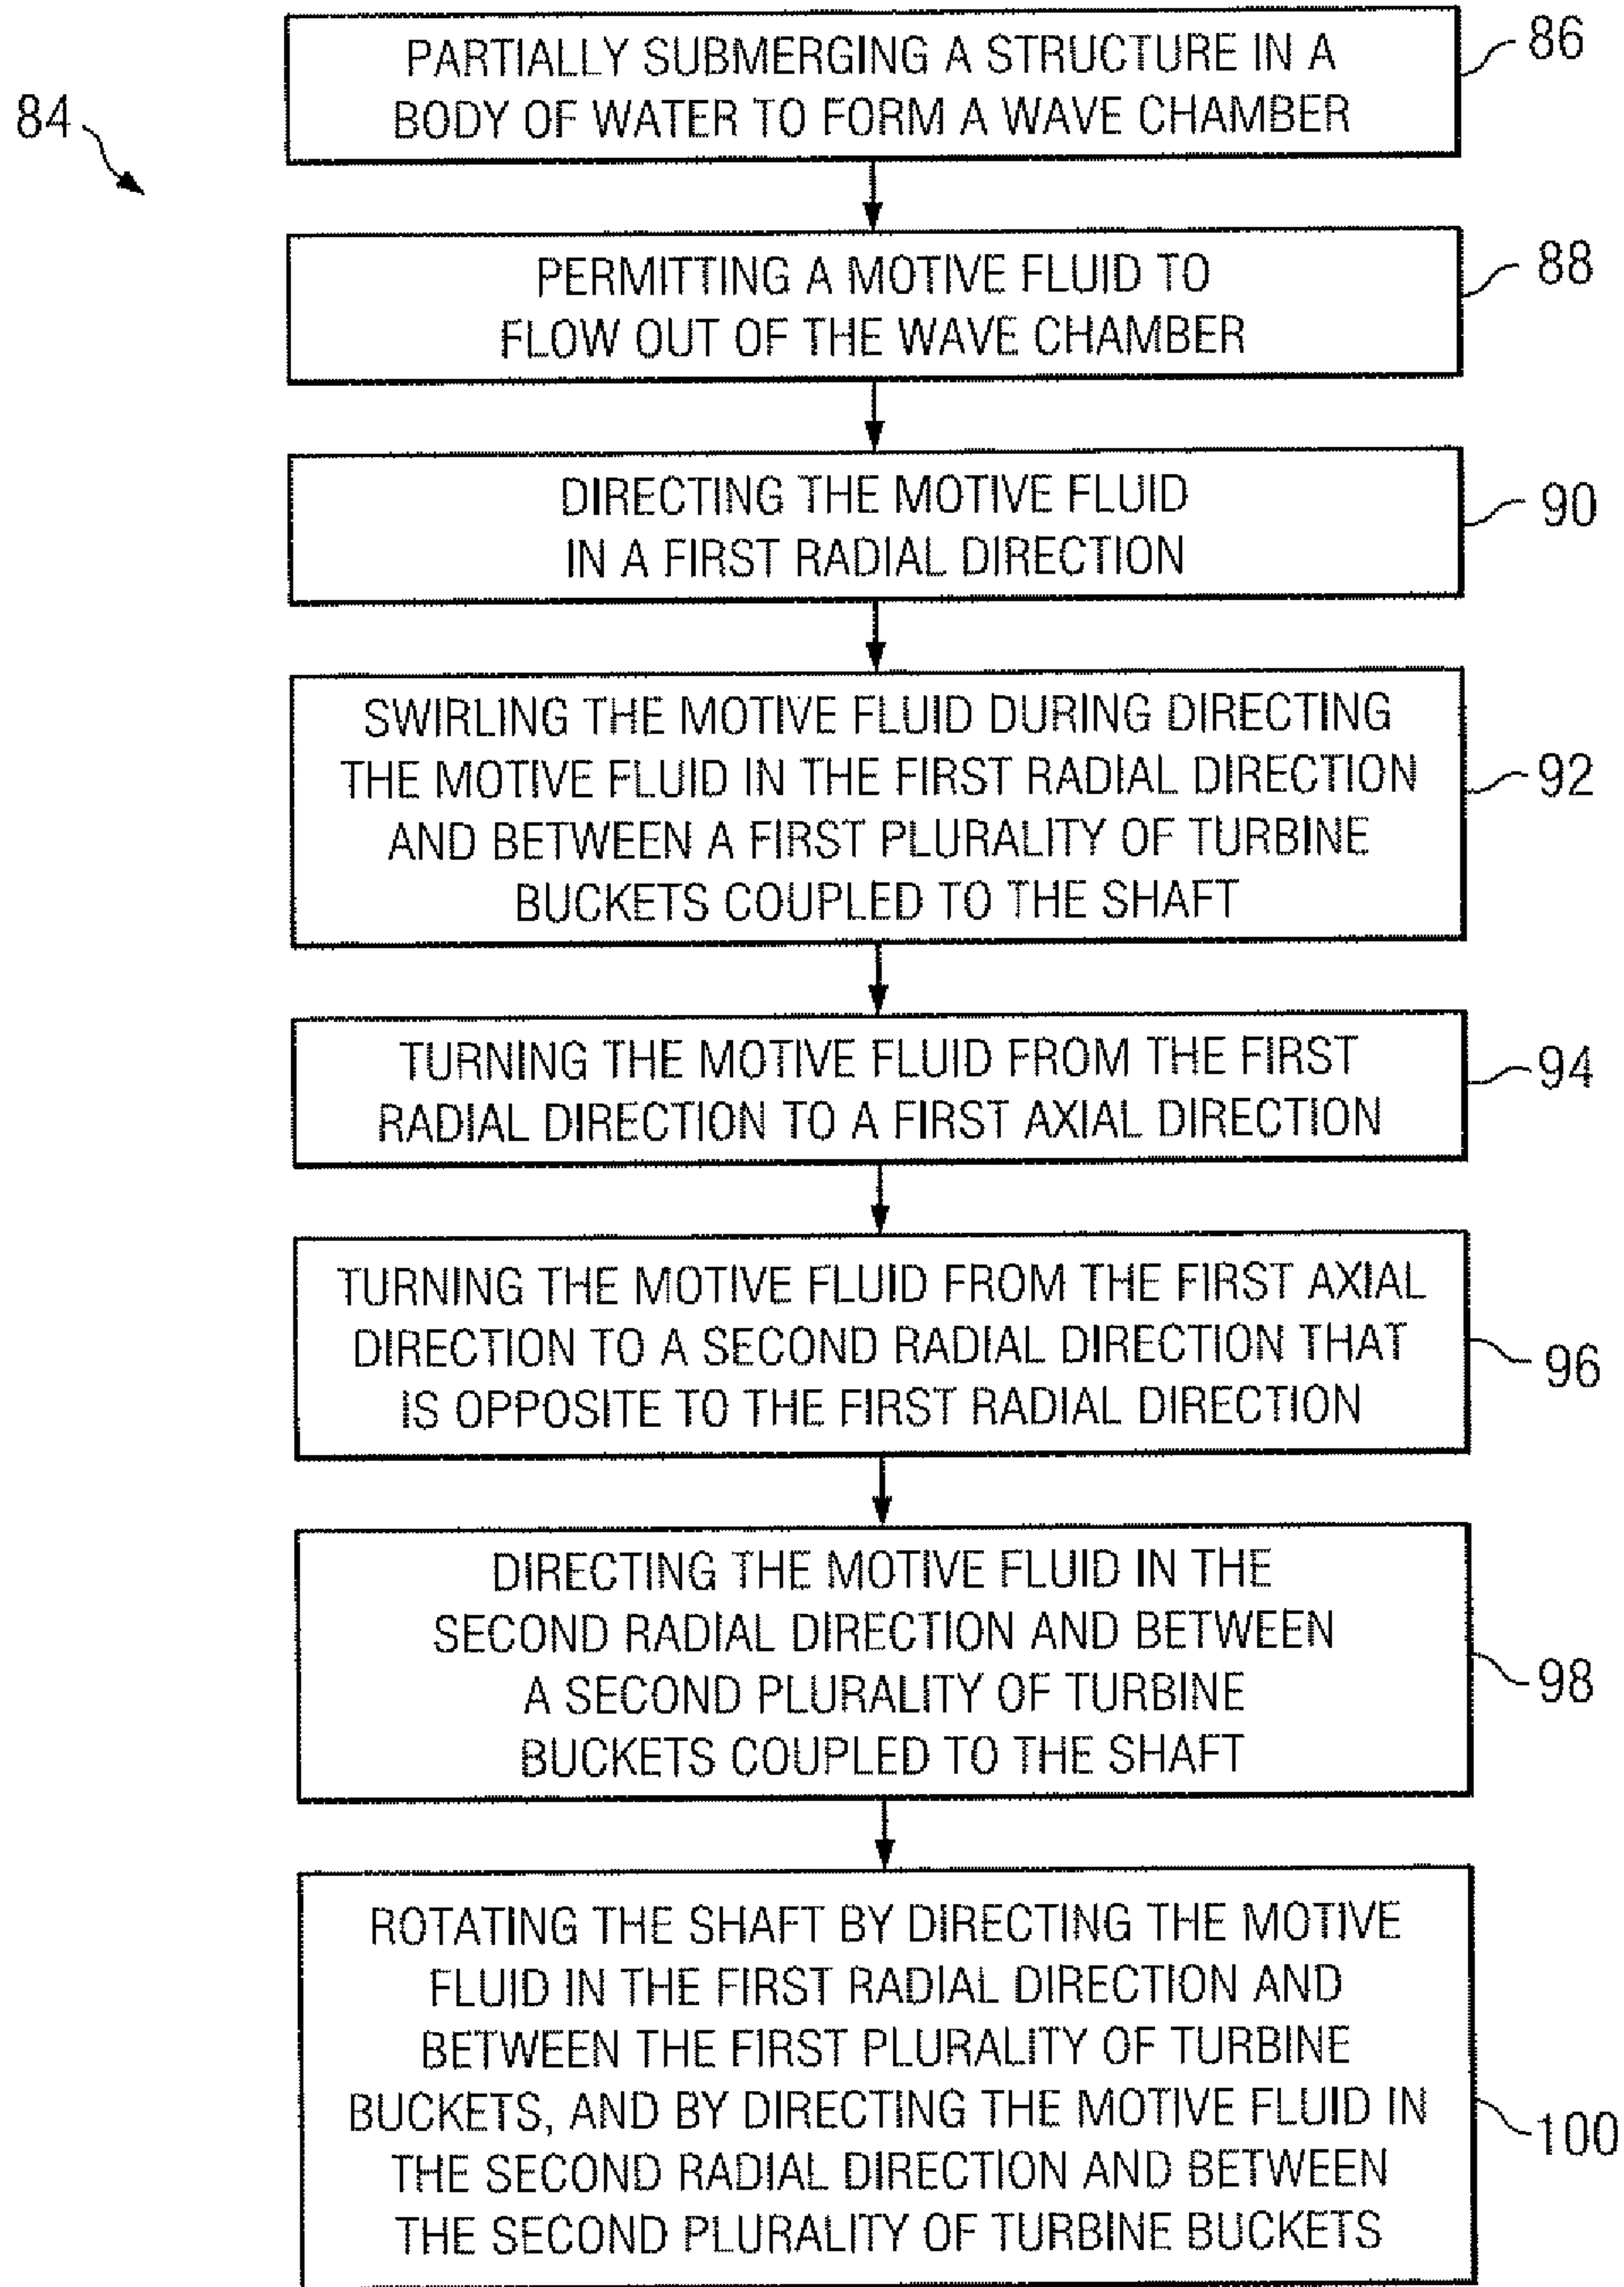 84
PARTIALLY SUBMERGING A STRUCTURE IN A
BODY OF WATER TO FORM A WAVE CHAMBER
86
PERMITTING A MOTIVE FLUID TO
FLOW OUT OF THE WAVE CHAMBER
88
DIRECTING THE MOTIVE FLUID
IN A FIRST RADIAL DIRECTION
90
SWIRLING THE MOTIVE FLUID DURING DIRECTING
THE MOTIVE FLUID IN THE FIRST RADIAL DIRECTION
AND BETWEEN A FIRST PLURALITY OF TURBINE
BUCKETS COUPLED TO THE SHAFT
92
TURNING THE MOTIVE FLUID FROM THE FIRST
RADIAL DIRECTION TO A FIRST AXIAL DIRECTION
94
TURNING THE MOTIVE FLUID FROM THE FIRST AXIAL
DIRECTION TO A SECOND RADIAL DIRECTION THAT
IS OPPOSITE TO THE FIRST RADIAL DIRECTION
96
DIRECTING THE MOTIVE FLUID IN THE
SECOND RADIAL DIRECTION AND BETWEEN
A SECOND PLURALITY OF TURBINE
BUCKETS COUPLED TO THE SHAFT
98
ROTATING THE SHAFT BY DIRECTING THE MOTIVE
FLUID IN THE FIRST RADIAL DIRECTION AND
BETWEEN THE FIRST PLURALITY OF TURBINE
BUCKETS, AND BY DIRECTING THE MOTIVE FLUID IN
THE SECOND RADIAL DIRECTION AND BETWEEN
THE SECOND PLURALITY OF TURBINE BUCKETS
100